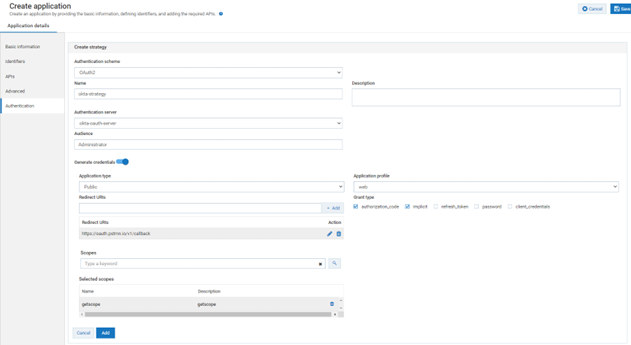 Create application
Create an application by providing the basic information, defining identifiers, and adding the required APIs.
Cancel
Save
Application details
Basic information
Identifiers
APIs
Advanced
Authentication
Create strategy
Authentication scheme
OAuth2
Name
Description
okta-strategy
Authentication server
okta-oauth-server
Audience
Administrator
Generate credentials
Application type
Application profile
Public
web
Redirect URIs
Grant type
+ Add
authorization_code
implicit
refresh_token
password
client_credentials
Redirect URIs
Action
https://oauth.pstmn.io/v1/callback
Scopes
Type a keyword
Selected scopes
Name
Description
getscope
getscope
Cancel
Add